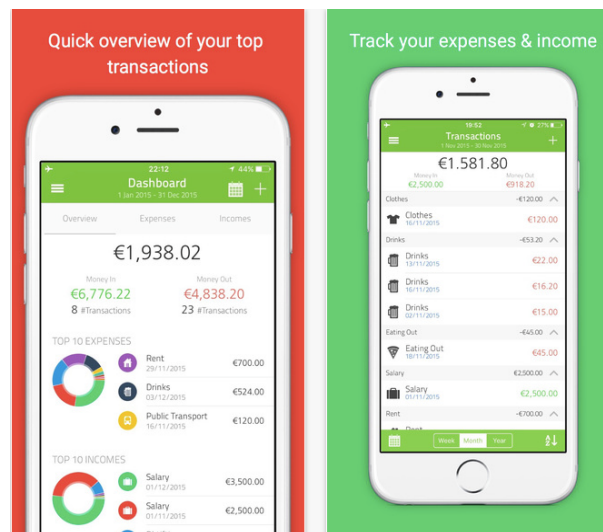 Quick overview of your top
transactions
22:12
44%
Dashboard
1 Jan 2015 - 31 Dec 2015
Overview
Expenses
Incomes
€1,938.02
Money In
Money Out
€6,776.22
€4,838.20
8 #Transactions
23 #Transactions
TOP 10 EXPENSES
Rent
29/11/2015
€700.00
Drinks
03/12/2015
€524.00
Public Transport
16/11/2015
€120.00
TOP 10 INCOMES
Salary
01/12/2015
€3,500.00
Salary
01/11/2015
€2,500.00
Track your expenses & income
19:52
27%
Transactions
1 Nov 2015 - 30 Nov 2015
€1.581.80
Money In
Money Out
€2,500.00
€918.20
Clothes
-€120.00
Clothes
16/11/2015
€120.00
Drinks
-€53.20
Drinks
13/11/2015
€22.00
Drinks
16/11/2015
€16.20
Drinks
02/11/2015
€15.00
Eating Out
-€45.00
Eating Out
18/11/2015
€45.00
Salary
€2,500.00
Salary
01/11/2015
€2,500.00
Rent
-€700.00
Week
Month
Year